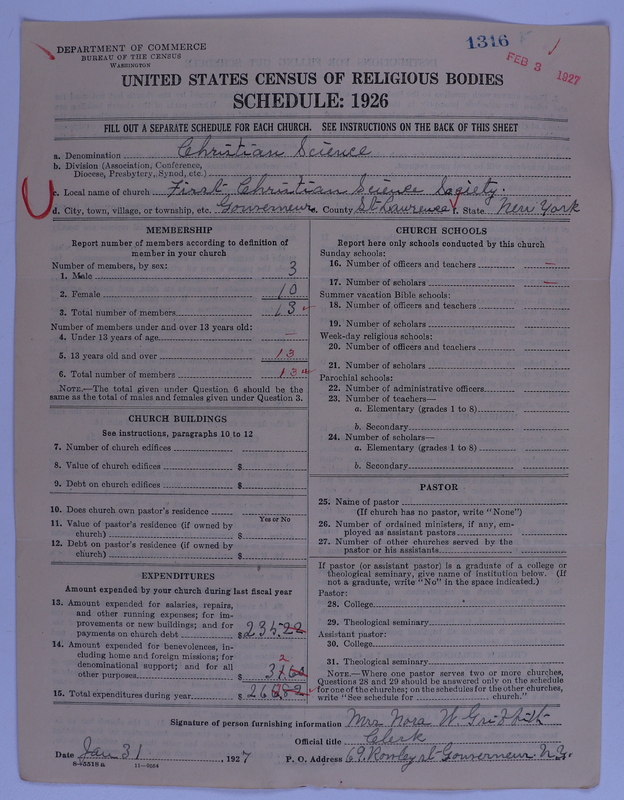 1316
FEB 3 1927
DEPARTMENT OF COMMERCE
BUREAU OF THE CENSUS
WASHINGTON
UNITED STATES CENSUS OF RELIGIOUS BODIES
SCHEDULE: 1926
FILL OUT A SEPARATE SCHEDULE FOR EACH CHURCH. SEE INSTRUCTIONS ON THE BACK OF THIS SHEET
a. Denomination Christian Science
b. Division (Association, Conference, Diocese, Presbytery, Synod, etc.)
c. Local name of church First Christian Science Society.
d. City, town, village, or township, etc. Gouverneur e. County St Lawrence f. State New York
MEMBERSHIP
Report number of members according to definition of
member in your church
Number of members, by sex:
1. Male 3
2. Female 10
3. Total number of members 13
Number of members under and over 13 years old:
4. Under 13 years of age —
5. 13 years old and over 13
6. Total number of members 13
NOTE.—The total given under Question 6 should be the
same as the total of males and females given under Question 3.
CHURCH BUILDINGS
See instructions, paragraphs 10 to 12
7. Number of church edifices
8. Value of church edifices $
9. Debt on church edifices $
10. Does church own pastor's residence
Yes or No
11. Value of pastor's residence (if owned by
church) $
12. Debt on pastor's residence (if owned by
church) $
EXPENDITURES
Amount expended by your church during last fiscal year
13. Amount expended for salaries, repairs,
and other running expenses; for im-
provements or new buildings; and for
payments on church debt $235.22
14. Amount expended for benevolences, in-
cluding home and foreign missions; for
denominational support; and for all
other purposes
15. Total expenditures during year
CHURCH SCHOOLS
Report here only schools conducted by this church
Sunday schools:
16. Number of officers and teachers —
17. Number of scholars —
Summer vacation Bible schools:
18. Number of officers and teachers
19. Number of scholars
Week-day religious schools:
20. Number of officers and teachers
21. Number of scholars
Parochial schools:
22. Number of administrative officers
23. Number of teachers—
a. Elementary (grades 1 to 8)
b. Secondary
24. Number of scholars—
a. Elementary (grades 1 to 8)
b. Secondary
PASTOR
25. Name of pastor
(If church has no pastor, write "None")
26. Number of ordained ministers, if any, em-
ployed as assistant pastors
27. Number of other churches served by the
pastor or his assistants
If pastor (or assistant pastor) is a graduate of a college or
theological seminary, give name of institution below. (If
not a graduate, write "No" in the space indicated.)
Pastor:
28. College
29. Theological seminary
Assistant pastor:
30. College
31. Theological seminary
NOTE.—Where one pastor serves two or more churches,
Questions 28 and 29 should be answered only on the schedule
for one of the churches; on the schedules for the other churches,
write "See schedule for church."
Signature of person furnishing information Mrs Nora W. Griffith
Official title Clerk
Date Jan 31, 1927 P. O. Address 69 Rowley st Gouverneur N.Y.
8-5518a 11-9054